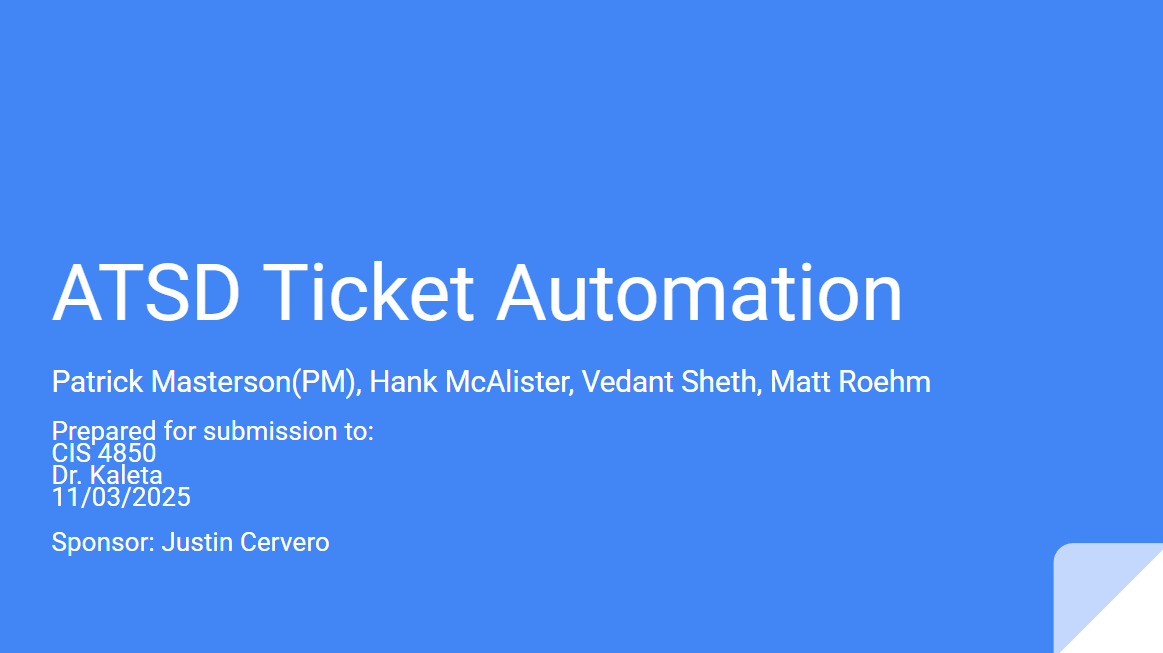 ATSD Ticket Automation
Patrick Masterson(PM), Hank McAlister, Vedant Sheth, Matt Roehm
Prepared for submission to:
CIS 4850
Dr. Kaleta
11/03/2025
Sponsor: Justin Cervero